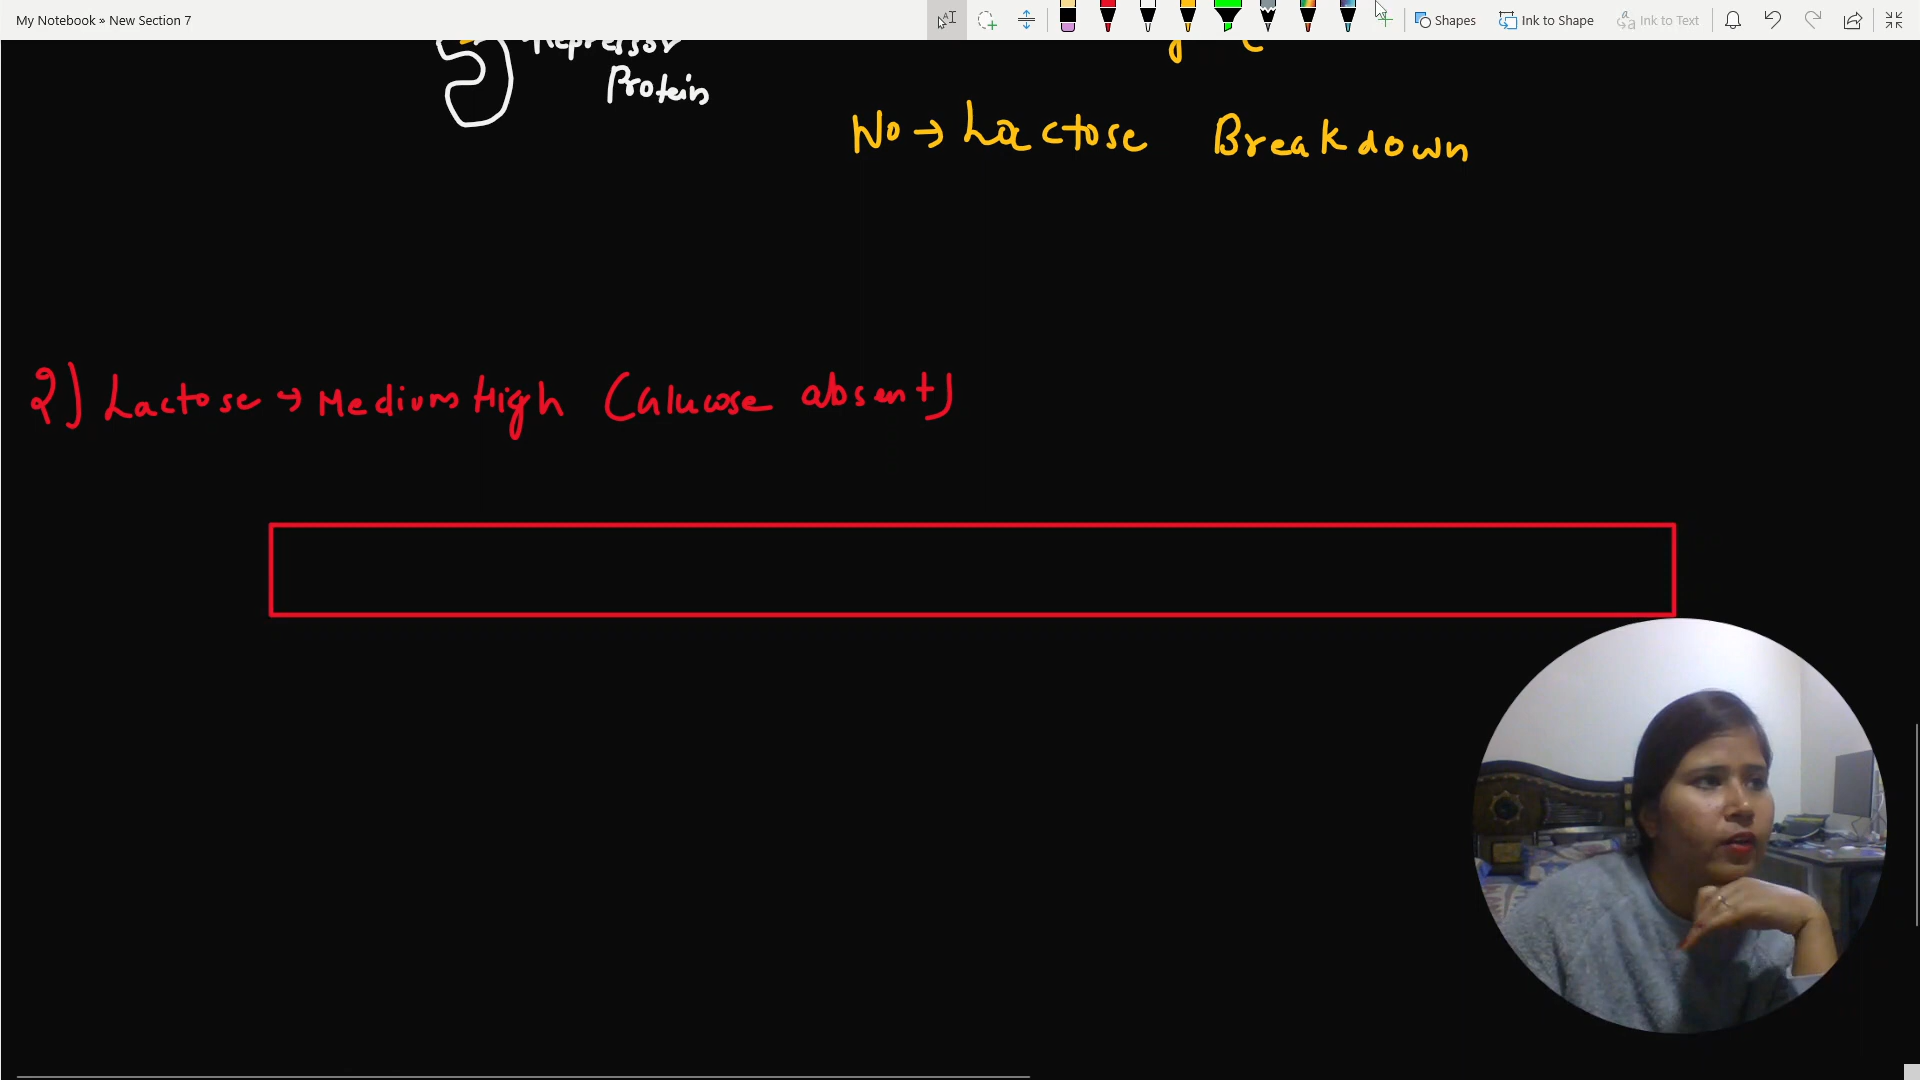 My Notebook » New Section 7
Shapes
Ink to Shape
Ink to Text
Repressor
Protein
No → Lactose Breakdown
2) Lactose → Medium High (Glucose absent)